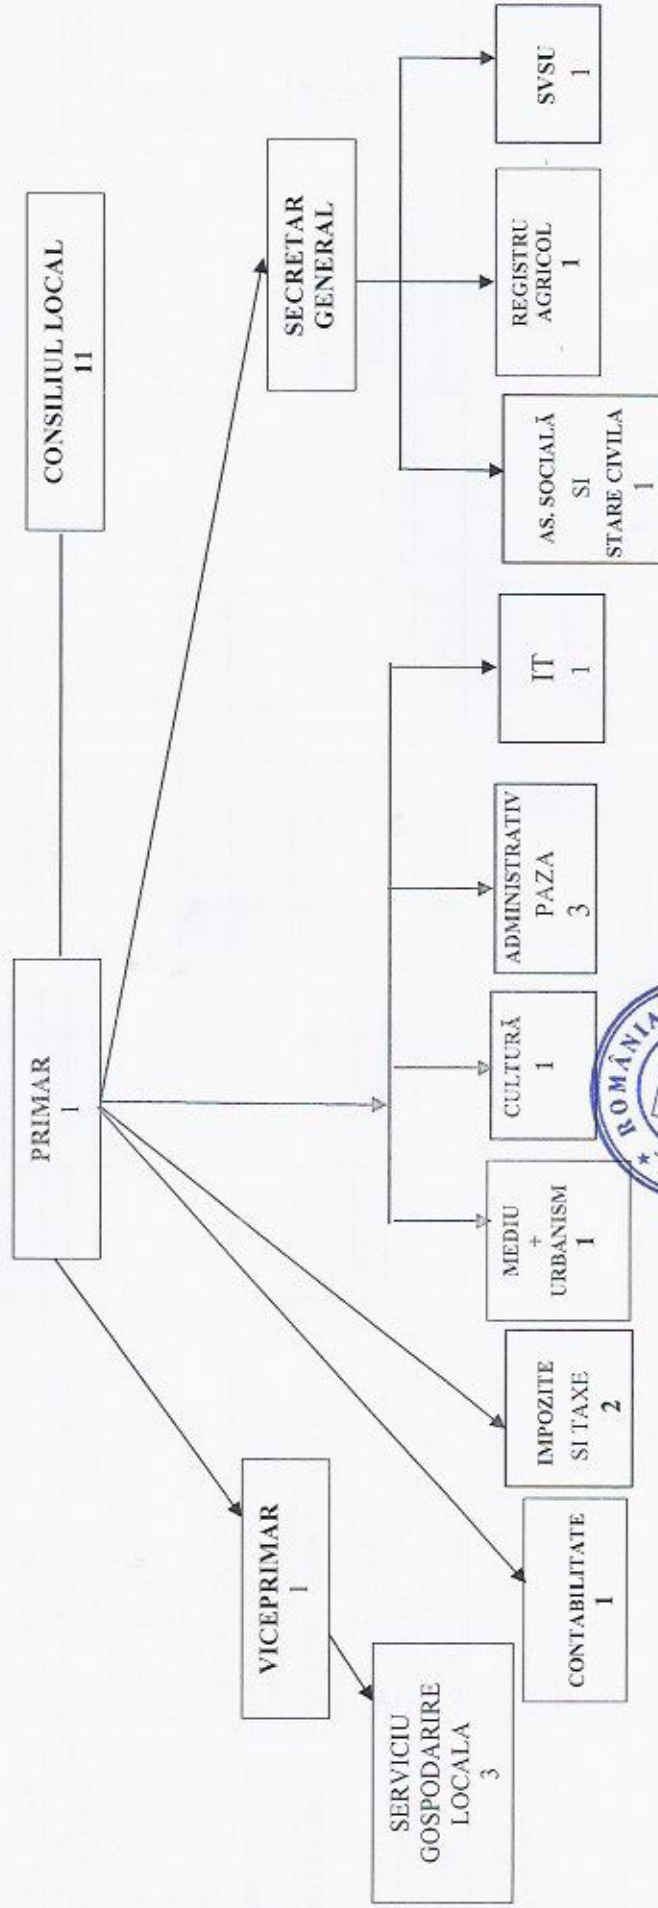 PRIMAR
1
CONSILIUL LOCAL
11
VICEPRIMAR
1
SECRETAR
GENERAL
SERVICIU
GOSPODARIRE
LOCALA
3
CONTABILITATE
1
IMPOZITE
SI TAXE
2
MEDIU
+
URBANISM
1
CULTURĂ
1
ADMINISTRATIV
PAZA
3
IT
1
AS. SOCIALĂ
SI
STARE CIVILA
1
REGISTRU
AGRICOL
1
SVSU
1
* ROMÂNIA